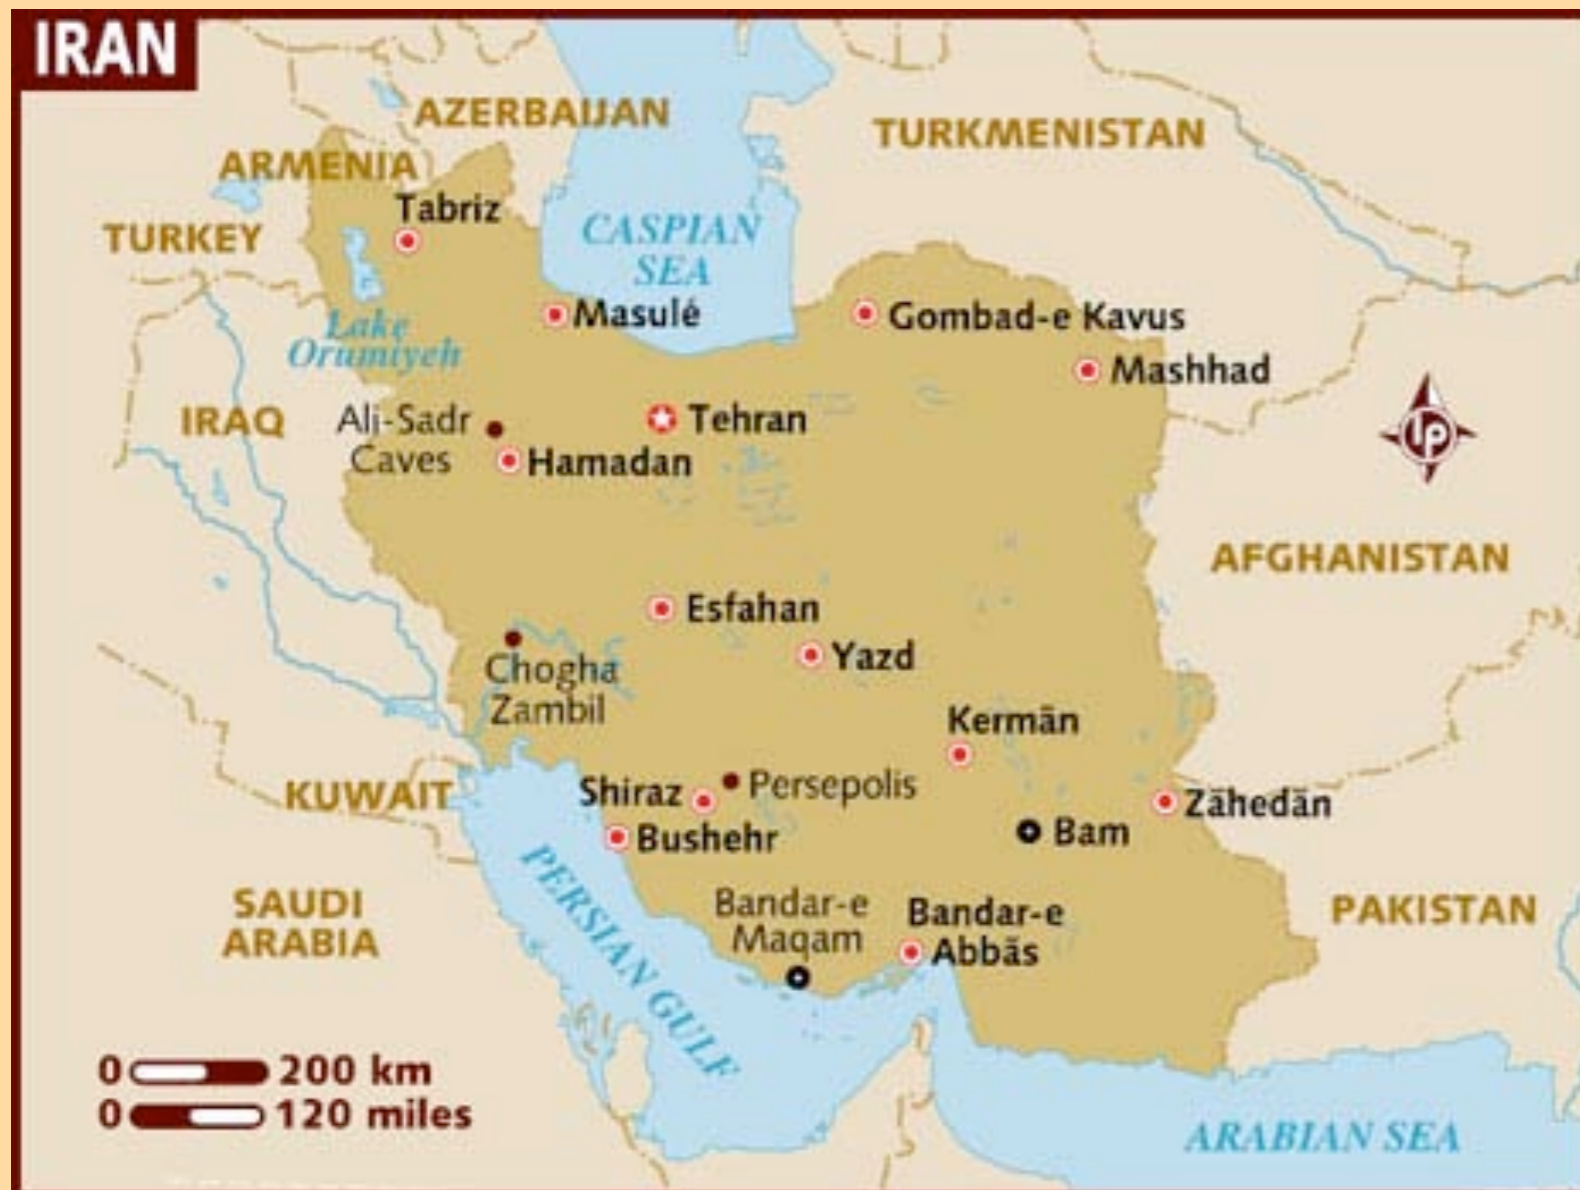 IRAN
AZERBAIJAN
TURKMENISTAN
ARMENIA
Tabriz
TURKEY
CASPIAN
SEA
Masulé
Gombad-e Kavus
Lake
Orumiyeh
Mashhad
IRAQ
Ali-Sadr
Caves
Tehran
lp
Hamadan
AFGHANISTAN
Esfahan
Yazd
Chogha
Zambil
Kermān
KUWAIT
Shiraz
Persepolis
Zāhedān
Bushehr
Bam
PERSIAN GULF
SAUDI
ARABIA
Bandar-e
Maqam
Bandar-e
Abbās
PAKISTAN
0 200 km
0 120 miles
ARABIAN SEA